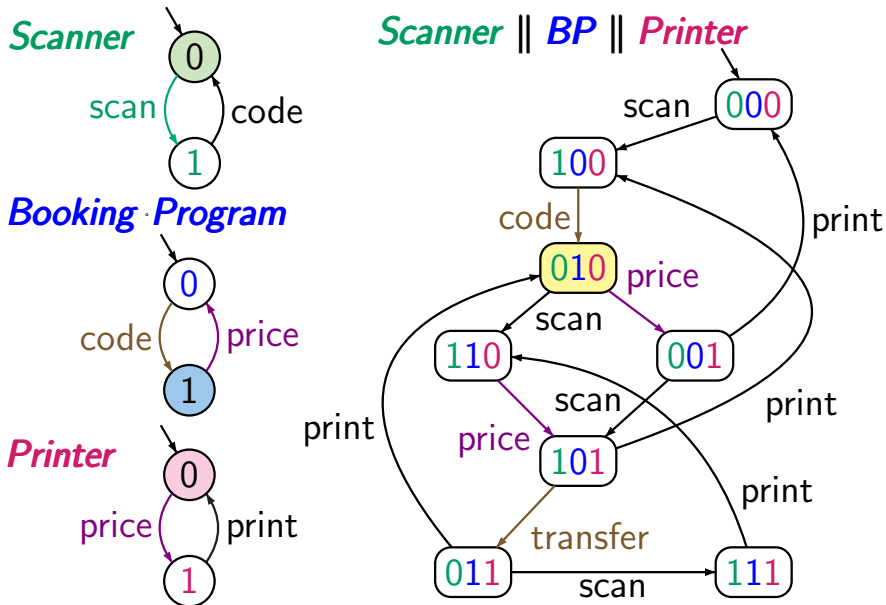 Scanner
0
scan
code
1
Booking Program
0
code
price
1
Printer
0
price
print
1
Scanner || BP || Printer
000
scan
100
code
print
010
price
scan
110
001
scan
print
print
price
101
print
transfer
011
scan
111